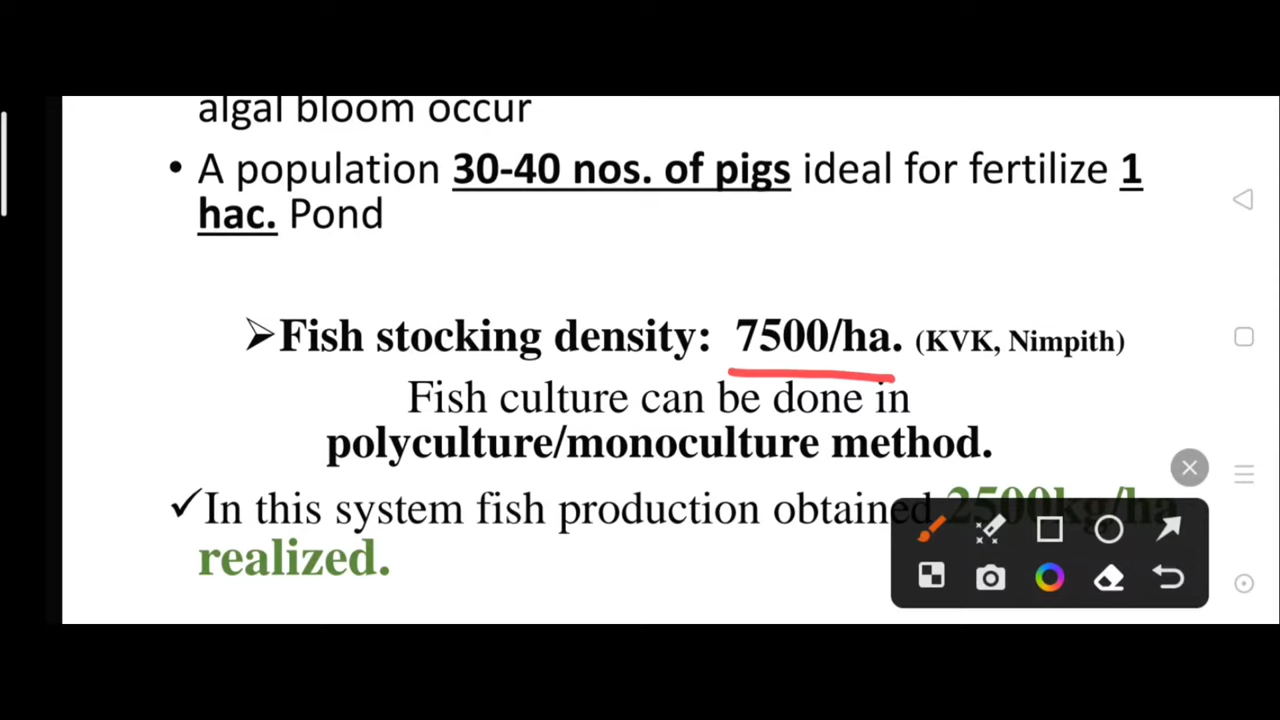 algal bloom occur
• A population 30-40 nos. of pigs ideal for fertilize 1
hac. Pond
➢Fish stocking density: 7500/ha. (KVK, Nimpith)
Fish culture can be done in
polyculture/monoculture method.
✓In this system fish production obtained 2500kg/ha
realized.